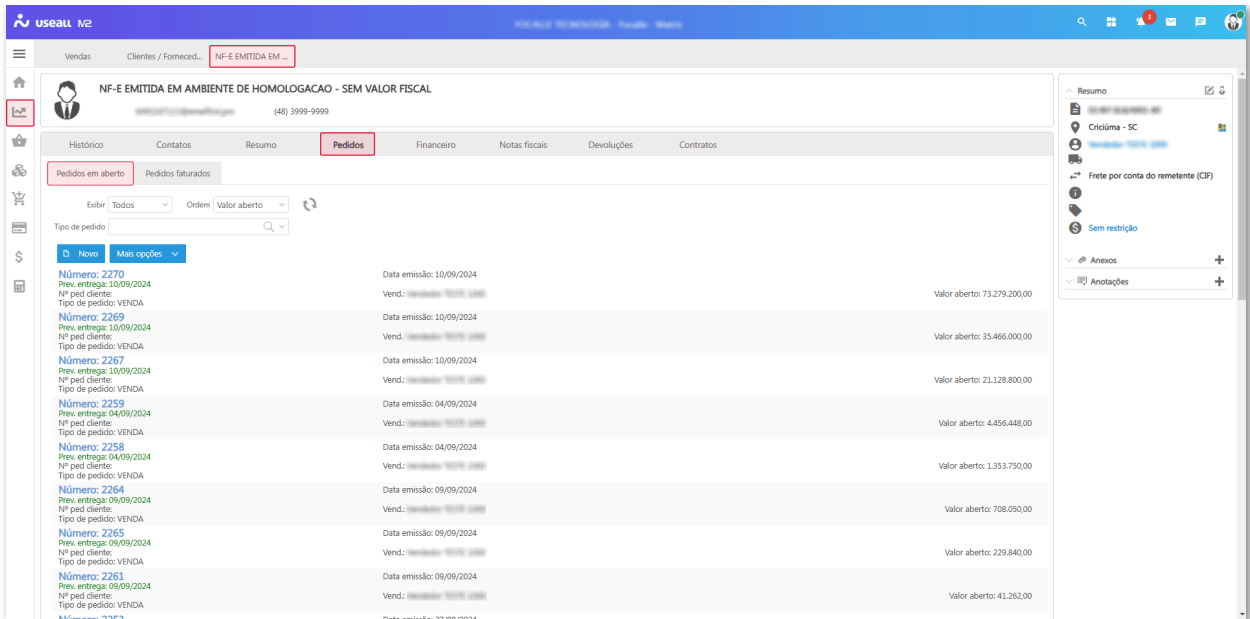 useall M2
3
Vendas Clientes / Forneced... NF-E EMITIDA EM ...
NF-E EMITIDA EM AMBIENTE DE HOMOLOGACAO - SEM VALOR FISCAL
(48) 3999-9999
Histórico Contatos Resumo Pedidos Financeiro Notas fiscais Devoluções Contratos
Pedidos em aberto Pedidos faturados
Exibir Todos Ordem Valor aberto
Tipo de pedido
Novo Mais opções
Número: 2270 Data emissão: 10/09/2024
Prev. entrega: 10/09/2024
Nº ped cliente: Vend.: Valor aberto: 73.279.200,00
Tipo de pedido: VENDA
Número: 2269 Data emissão: 10/09/2024
Prev. entrega: 10/09/2024
Nº ped cliente: Vend.: Valor aberto: 35.466.000,00
Tipo de pedido: VENDA
Número: 2267 Data emissão: 10/09/2024
Prev. entrega: 10/09/2024
Nº ped cliente: Vend.: Valor aberto: 21.128.800,00
Tipo de pedido: VENDA
Número: 2259 Data emissão: 04/09/2024
Prev. entrega: 04/09/2024
Nº ped cliente: Vend.: Valor aberto: 4.456.448,00
Tipo de pedido: VENDA
Número: 2258 Data emissão: 04/09/2024
Prev. entrega: 04/09/2024
Nº ped cliente: Vend.: Valor aberto: 1.353.750,00
Tipo de pedido: VENDA
Número: 2264 Data emissão: 09/09/2024
Prev. entrega: 09/09/2024
Nº ped cliente: Vend.: Valor aberto: 708.050,00
Tipo de pedido: VENDA
Número: 2265 Data emissão: 09/09/2024
Prev. entrega: 09/09/2024
Nº ped cliente: Vend.: Valor aberto: 229.840,00
Tipo de pedido: VENDA
Número: 2261 Data emissão: 09/09/2024
Prev. entrega: 09/09/2024
Nº ped cliente: Vend.: Valor aberto: 41.262,00
Tipo de pedido: VENDA
Número: 2253 Data emissão: 27/08/2024
Resumo
Criciúma - SC
Frete por conta do remetente (CIF)
Sem restrição
Anexos
Anotações